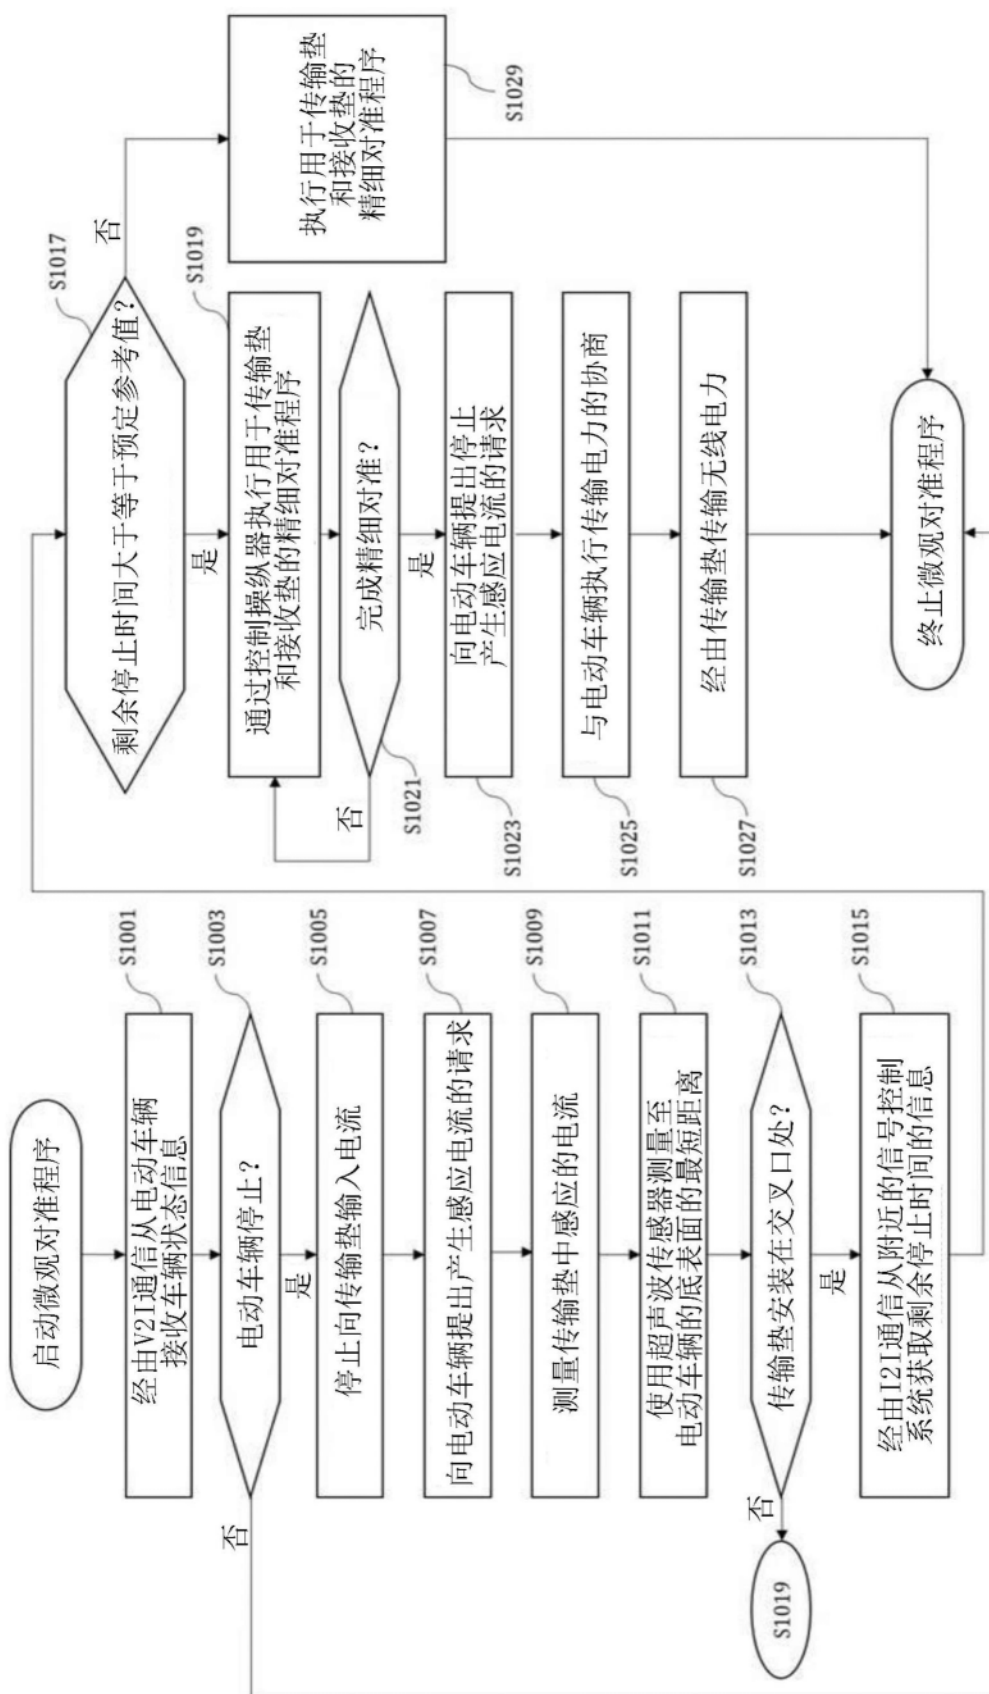 启动微观对准程序
S1001
经由V2I通信从电动车辆
接收车辆状态信息
S1003
电动车辆停止？
否
是
S1005
停止向传输垫输入电流
S1007
向电动车辆提出产生感应电流的请求
S1009
测量传输垫中感应的电流
S1011
使用超声波传感器测量至
电动车辆的底表面的最短距离
S1013
传输垫安装在交叉口处？
否
S1019
是
S1015
经由I2I通信从附近的信号控制
系统获取剩余停止时间的信息
S1017
剩余停止时间大于等于预定参考值？
否
是
S1019
通过控制操纵器执行用于传输垫
和接收垫的精细对准程序
完成精细对准？
否
S1021
是
向电动车辆提出停止
产生感应电流的请求
S1023
与电动车辆执行传输电力的协商
S1025
经由传输垫传输无线电力
S1027
执行用于传输垫
和接收垫的
精细对准程序
S1029
终止微观对准程序